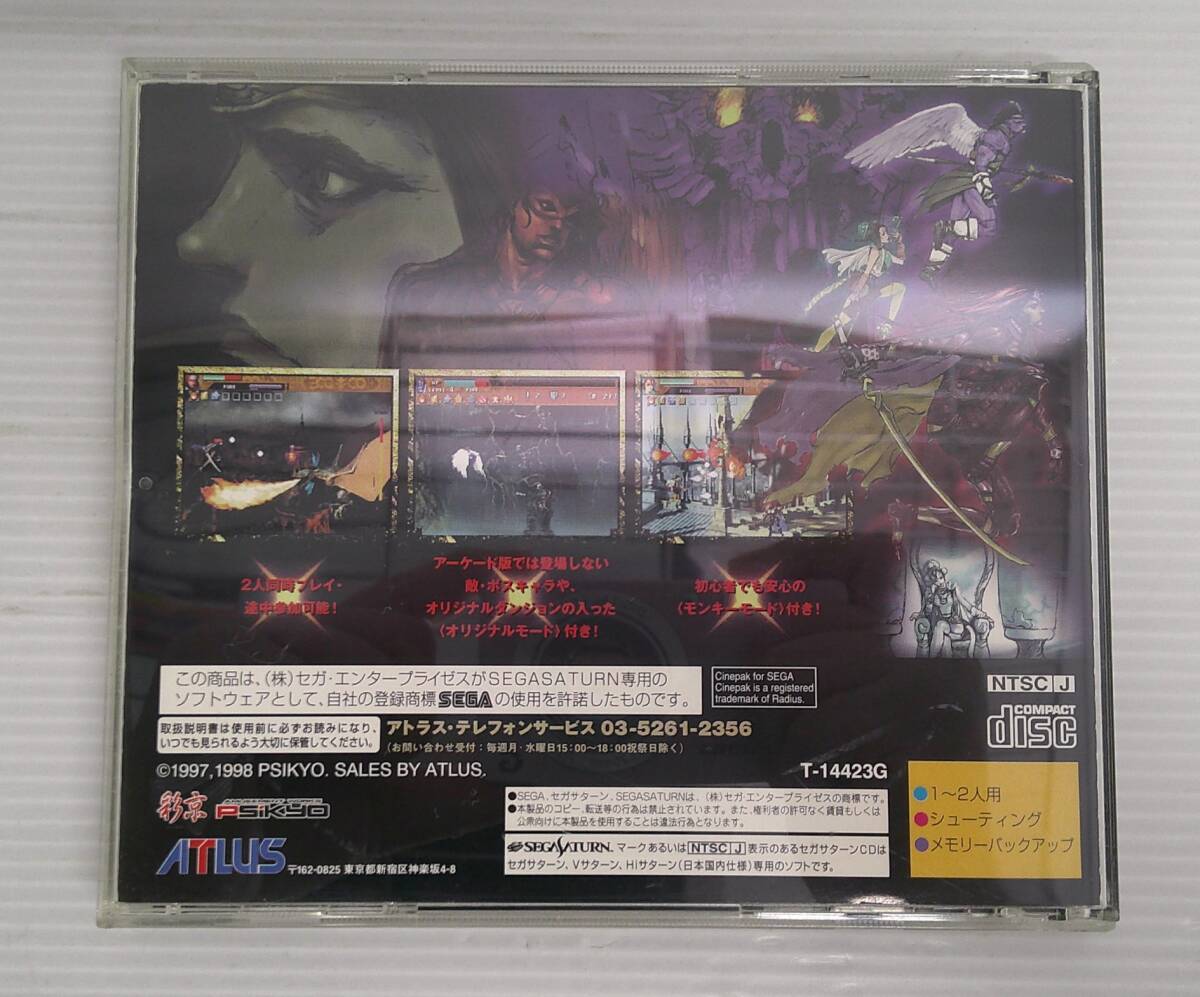 2人同時プレイ・
途中参加可能!
アーケード版では登場しない
敵・ボスキャラや、
オリジナルダンジョンの入った
〈オリジナルモード〉付き!
初心者でも安心の
〈モンキーモード〉付き!
この商品は、(株)セガ・エンタープライゼスがSEGASATURN専用の
ソフトウェアとして、自社の登録商標SEGAの使用を許諾したものです。
Cinepak for SEGA
Cinepak is a registered
trademark of Radius.
NTSC J
COMPACT
disc
取扱説明書は使用前に必ずお読みになり、
いつでも見られるよう大切に保管してください。
アトラス・テレフォンサービス 03-5261-2356
(お問い合わせ受付:毎週月・水曜日15:00~18:00祝祭日除く)
©1997,1998 PSIKYO. SALES BY ATLUS.
T-14423G
彩京 PSIKYO
ATLUS 〒162-0825 東京都新宿区神楽坂4-8
●SEGA、セガサターン、SEGASATURNは、(株)セガ・エンタープライゼスの商標です。
●本製品のコピー、転送等の行為は禁止されています。また、権利者の許可なく賃貸もしくは
公衆向けに本製品を使用することは違法行為となります。
SEGASATURN. マークあるいは NTSC J 表示のあるセガサターンCDは
セガサターン、Vサターン、Hiサターン(日本国内仕様)専用のソフトです。
●1~2人用
●シューティング
●メモリーバックアップ